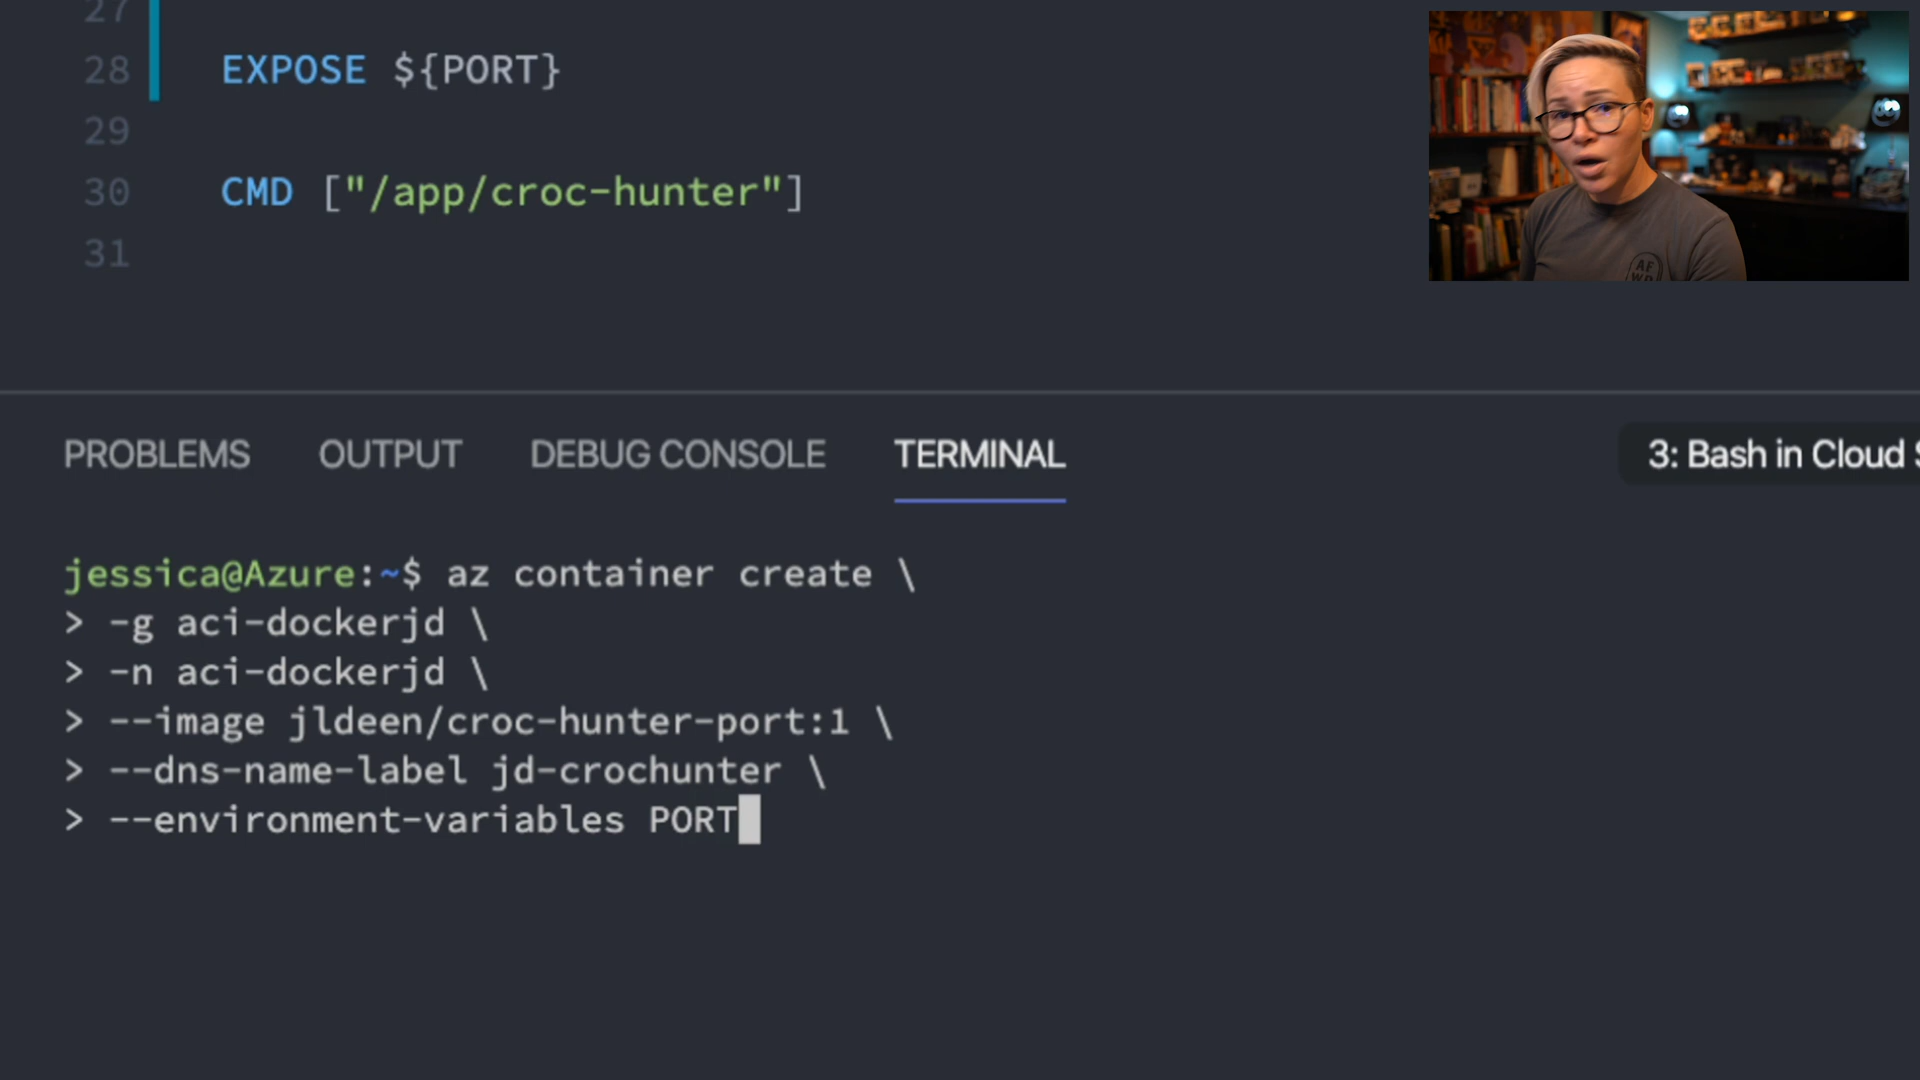 27
28 EXPOSE ${PORT}
29
30 CMD ["/app/croc-hunter"]
31
AF
WD
PROBLEMS OUTPUT DEBUG CONSOLE TERMINAL 3: Bash in Cloud S
jessica@Azure:~$ az container create \
> -g aci-dockerjd \
> -n aci-dockerjd \
> --image jldeen/croc-hunter-port:1 \
> --dns-name-label jd-crochunter \
> --environment-variables PORT